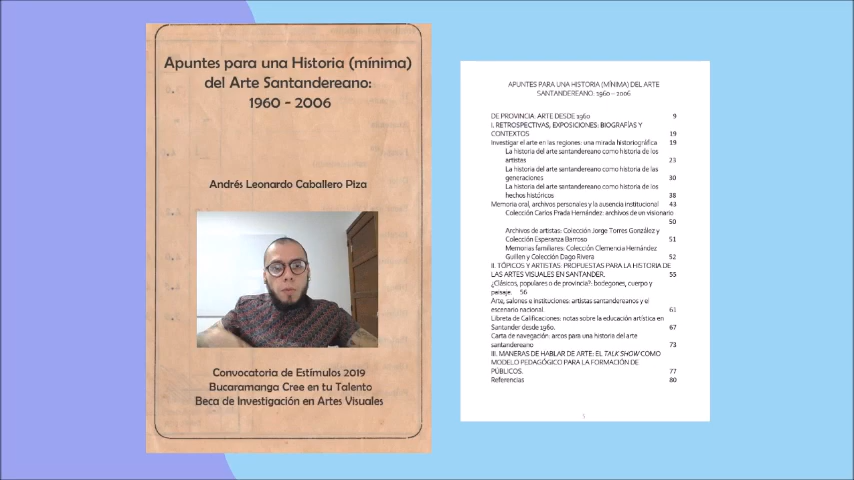 Apuntes para una Historia (mínima)
del Arte Santandereano:
1960 - 2006
Andrés Leonardo Caballero Piza
Convocatoria de Estímulos 2019
Bucaramanga Cree en tu Talento
Beca de Investigación en Artes Visuales
APUNTES PARA UNA HISTORIA (MÍNIMA) DEL ARTE
SANTANDEREANO. 1960 – 2006
DE PROVINCIA. ARTE DESDE 1960 9
I. RETROSPECTIVAS, EXPOSICIONES: BIOGRAFÍAS Y
CONTEXTOS 19
Investigar el arte en las regiones: una mirada historiográfica. 19
La historia del arte santandereano como historia de los
artistas 23
La historia del arte santandereano como historia de las
generaciones 30
La historia del arte santandereano como historia de los
hechos históricos 38
Memoria oral, archivos personales y la ausencia institucional 43
Colección Carlos Prada Hernández: archivos de un visionario
50
Archivos de artistas: Colección Jorge Torres González y
Colección Esperanza Barroso 51
Memorias familiares: Colección Clemencia Hernández
Guillen y Colección Dago Rivera 52
II. TÓPICOS Y ARTISTAS: PROPUESTAS PARA LA HISTORIA DE
LAS ARTES VISUALES EN SANTANDER. 55
¿Clásicos, populares o de provincia?: bodegones, cuerpo y
paisaje. 56
Arte, salones e instituciones: artistas santandereanos y el
escenario nacional 61
Libreta de Calificaciones: notas sobre la educación artística en
Santander desde 1960. 67
Carta de navegación: arcos para una historia del arte
santandereano 73
III. MANERAS DE HABLAR DE ARTE: EL TALK SHOW COMO
MODELO PEDAGÓGICO PARA LA FORMACIÓN DE
PÚBLICOS. 77
Referencias 80